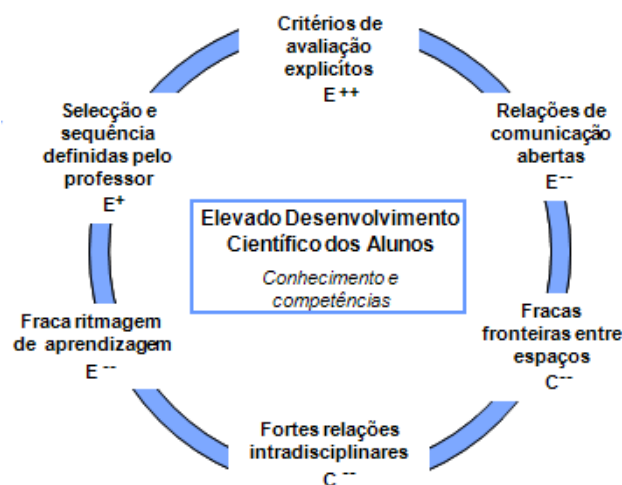 Critérios de
avaliação
explicítos
E ++
Relações de
comunicação
abertas
E--
Fracas
fronteiras entre
espaços
C--
Fortes relações
intradisciplinares
C --
Fraca ritmagem
de aprendizagem
E --
Selecção e
sequência
definidas pelo
professor
E+
Elevado Desenvolvimento
Científico dos Alunos
Conhecimento e
competências